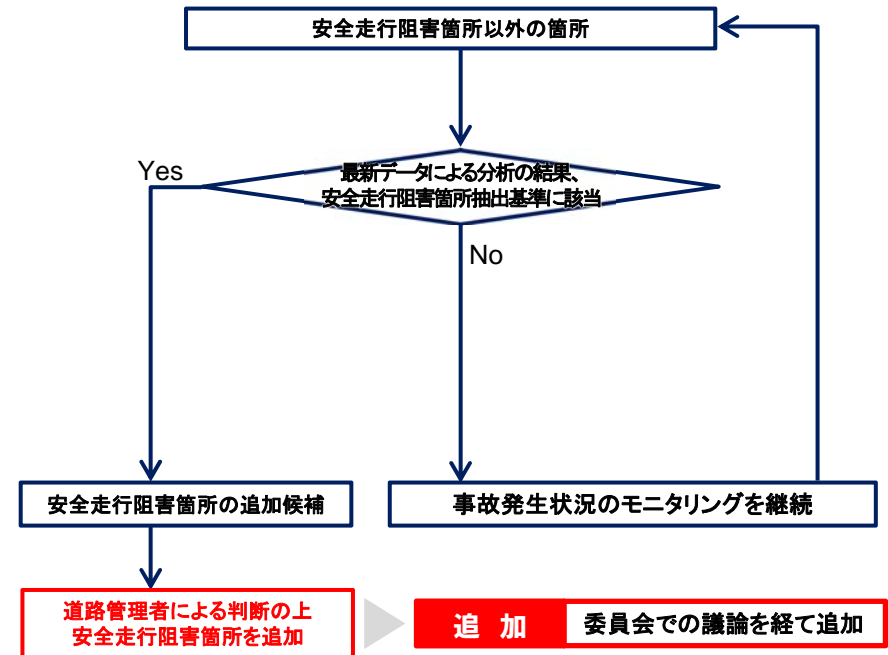 安全走行阻害箇所以外の箇所
最新データによる分析の結果、
安全走行阻害箇所抽出基準に該当
Yes
No
安全走行阻害箇所の追加候補
事故発生状況のモニタリングを継続
道路管理者による判断の上
安全走行阻害箇所を追加
追 加
委員会での議論を経て追加